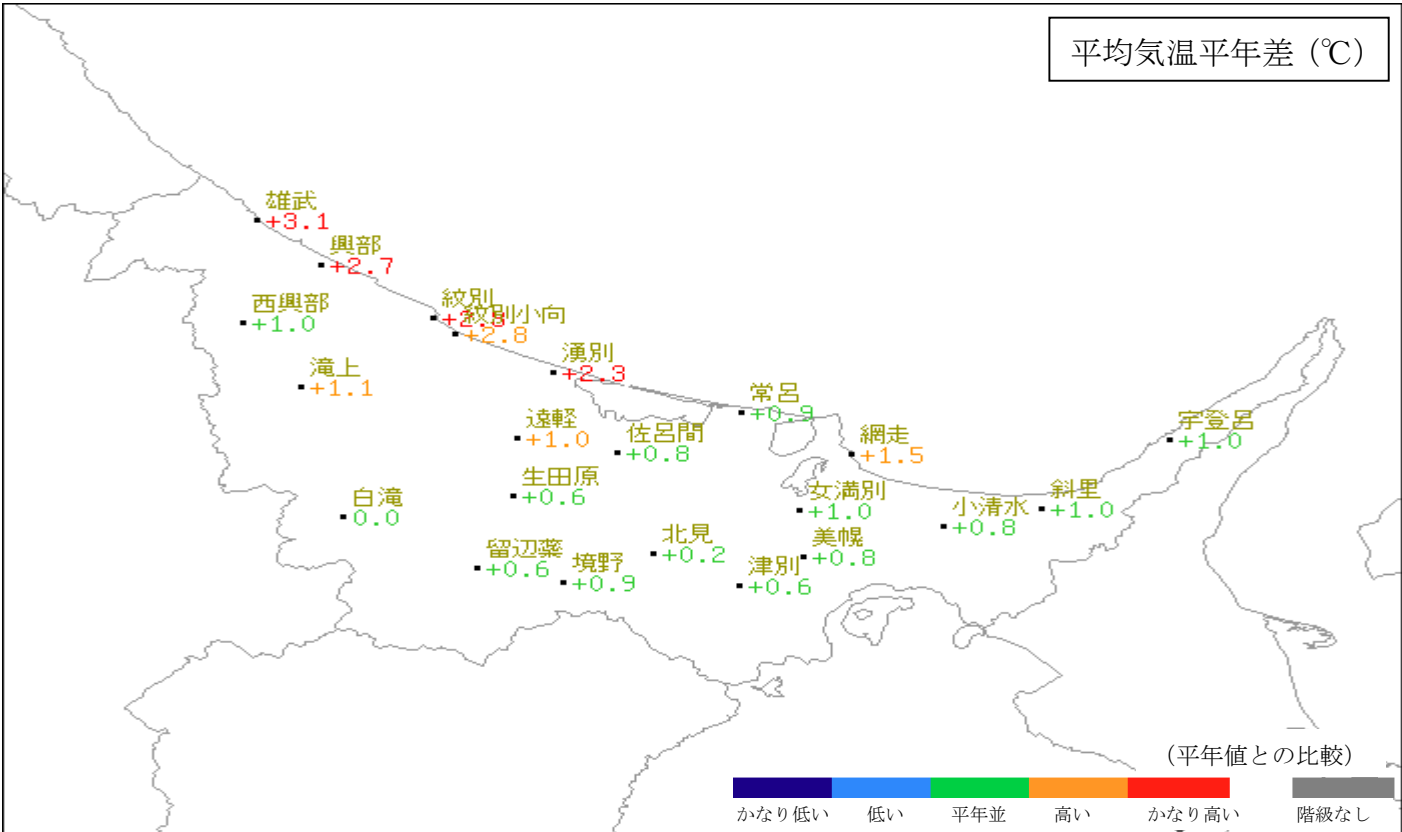 平均気温平年差（℃）
雄武
+3.1
興部
+2.7
紋別
紋別小向
+2.8
西興部
+1.0
湧別
+2.3
滝上
+1.1
常呂
+0.9
遠軽
+1.0
佐呂間
+0.8
網走
+1.5
宇登呂
+1.0
生田原
+0.6
白滝
0.0
女満別
+1.0
小清水
+0.8
斜里
+1.0
北見
+0.2
美幌
+0.8
留辺蘂
+0.6
境野
+0.9
津別
+0.6
（平年値との比較）
かなり低い 低い 平年並 高い かなり高い 階級なし